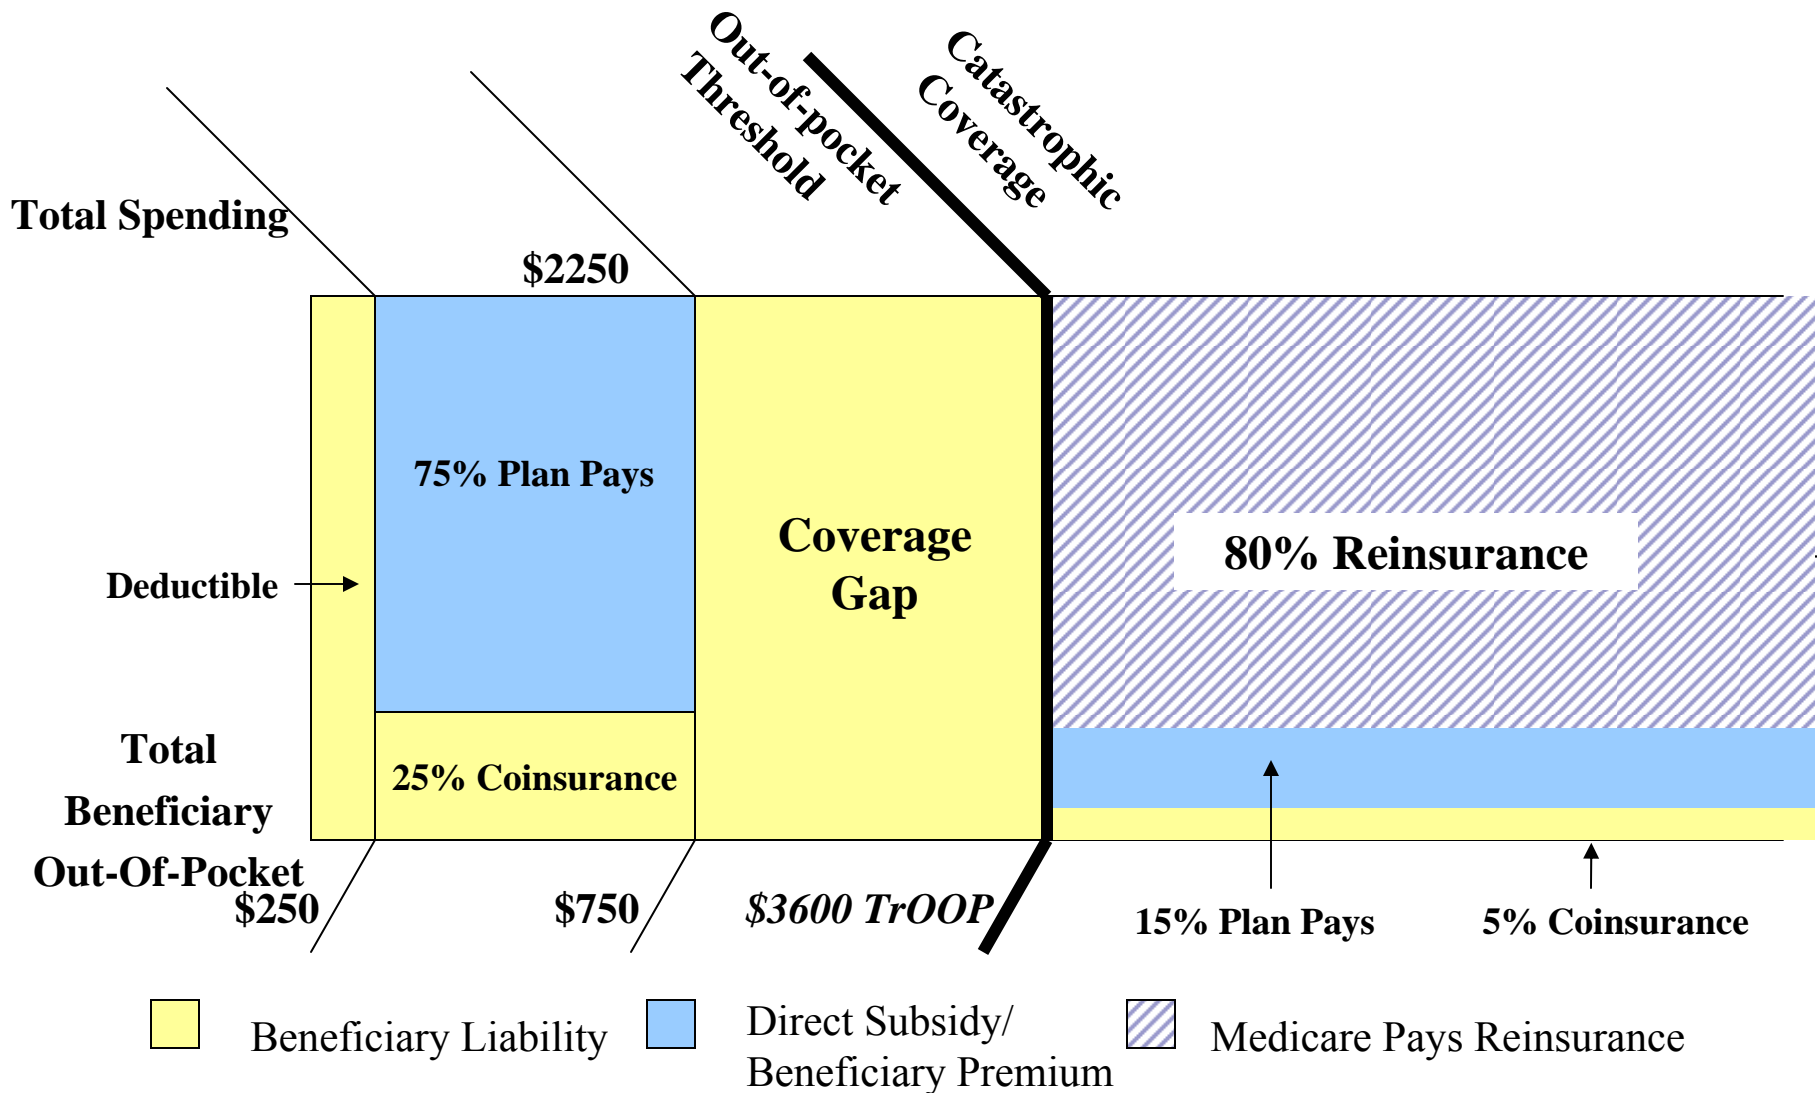 Out-of-pocket
Threshold
Catastrophic
Coverage
Total Spending
$2250
75% Plan Pays
Coverage
Gap
80% Reinsurance
Deductible
Total
Beneficiary
Out-Of-Pocket
25% Coinsurance
$250
$750
$3600 TrOOP
15% Plan Pays
5% Coinsurance
Beneficiary Liability
Direct Subsidy/
Beneficiary Premium
Medicare Pays Reinsurance